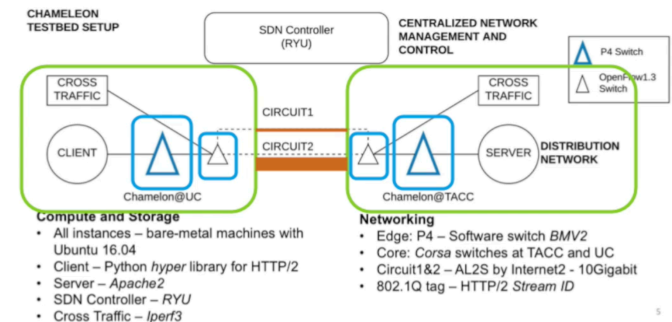 CHAMELEON
TESTBED SETUP
SDN Controller
(RYU)
CENTRALIZED NETWORK
MANAGEMENT AND
CONTROL
P4 Switch
OpenFlow1.3
Switch
CROSS
TRAFFIC
CROSS
TRAFFIC
CIRCUIT1
CIRCUIT2
CLIENT
SERVER
DISTRIBUTION
NETWORK
Chamelon@UC
Chamelon@TACC
Compute and Storage
• All instances – bare-metal machines with
Ubuntu 16.04
• Client – Python hyper library for HTTP/2
• Server – Apache2
• SDN Controller – RYU
• Cross Traffic – Iperf3
Networking
• Edge: P4 – Software switch BMV2
• Core: Corsa switches at TACC and UC
• Circuit1&2 – AL2S by Internet2 - 10Gigabit
• 802.1Q tag – HTTP/2 Stream ID
5